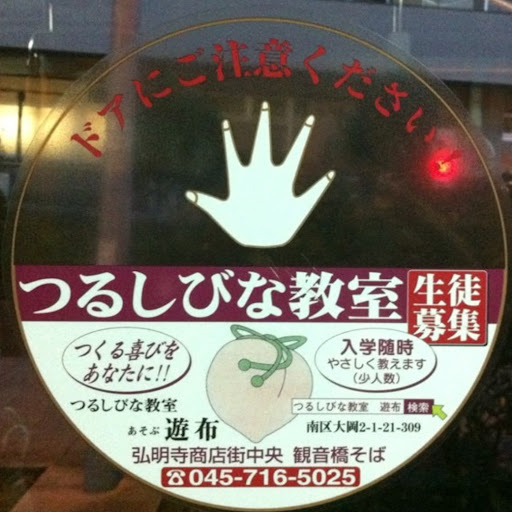 ドアにご注意ください!
つるしびな教室
生徒
募集
つくる喜びを
あなたに!!
入学随時
やさしく教えます
(少人数)
つるしびな教室
あそぶ 遊布
つるしびな教室 遊布 検索
南区大岡2-1-21-309
弘明寺商店街中央 観音橋そば
☎045-716-5025